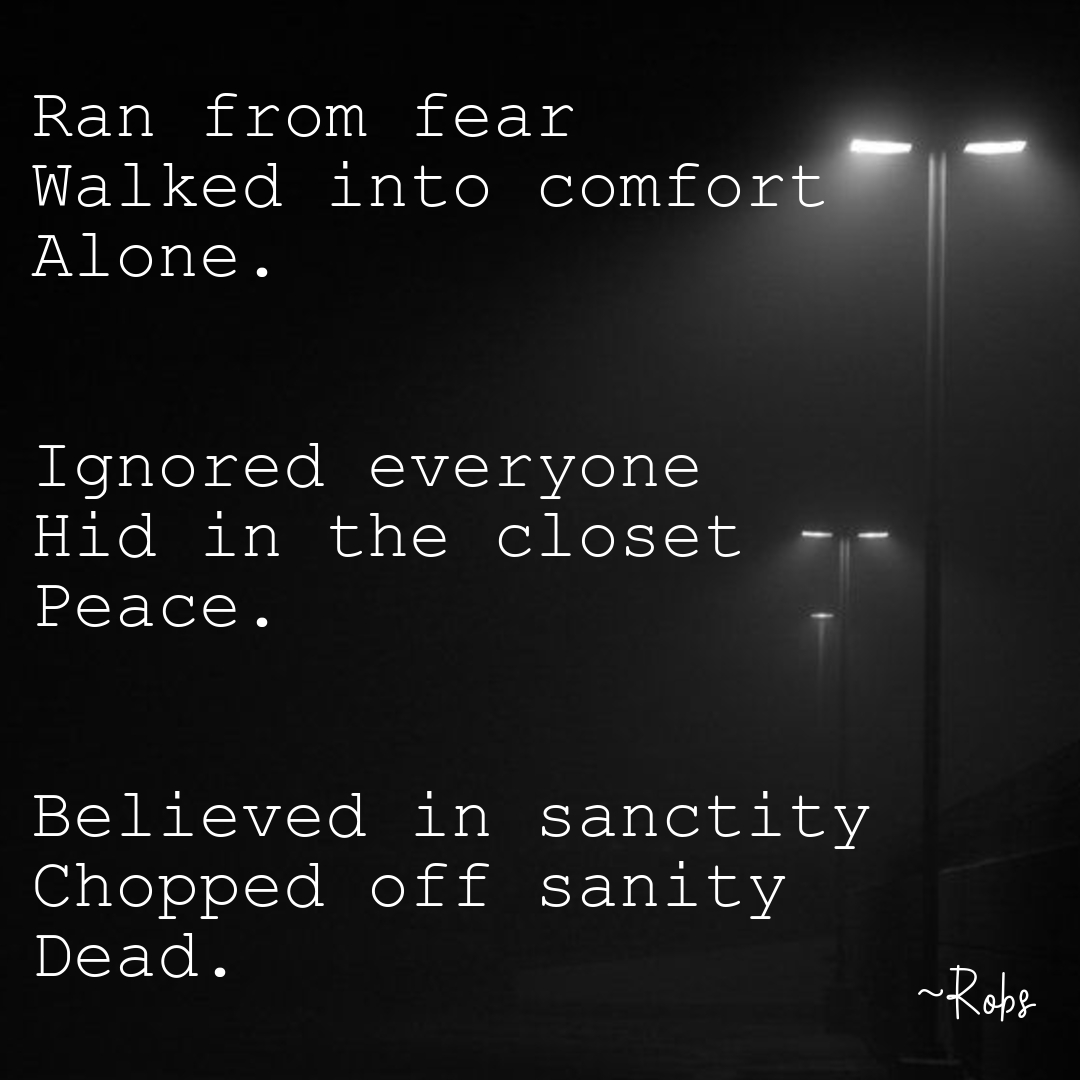 Ran from fear
Walked into comfort
Alone.
Ignored everyone
Hid in the closet
Peace.
Believed in sanctity
Chopped off sanity
Dead.
~Robs